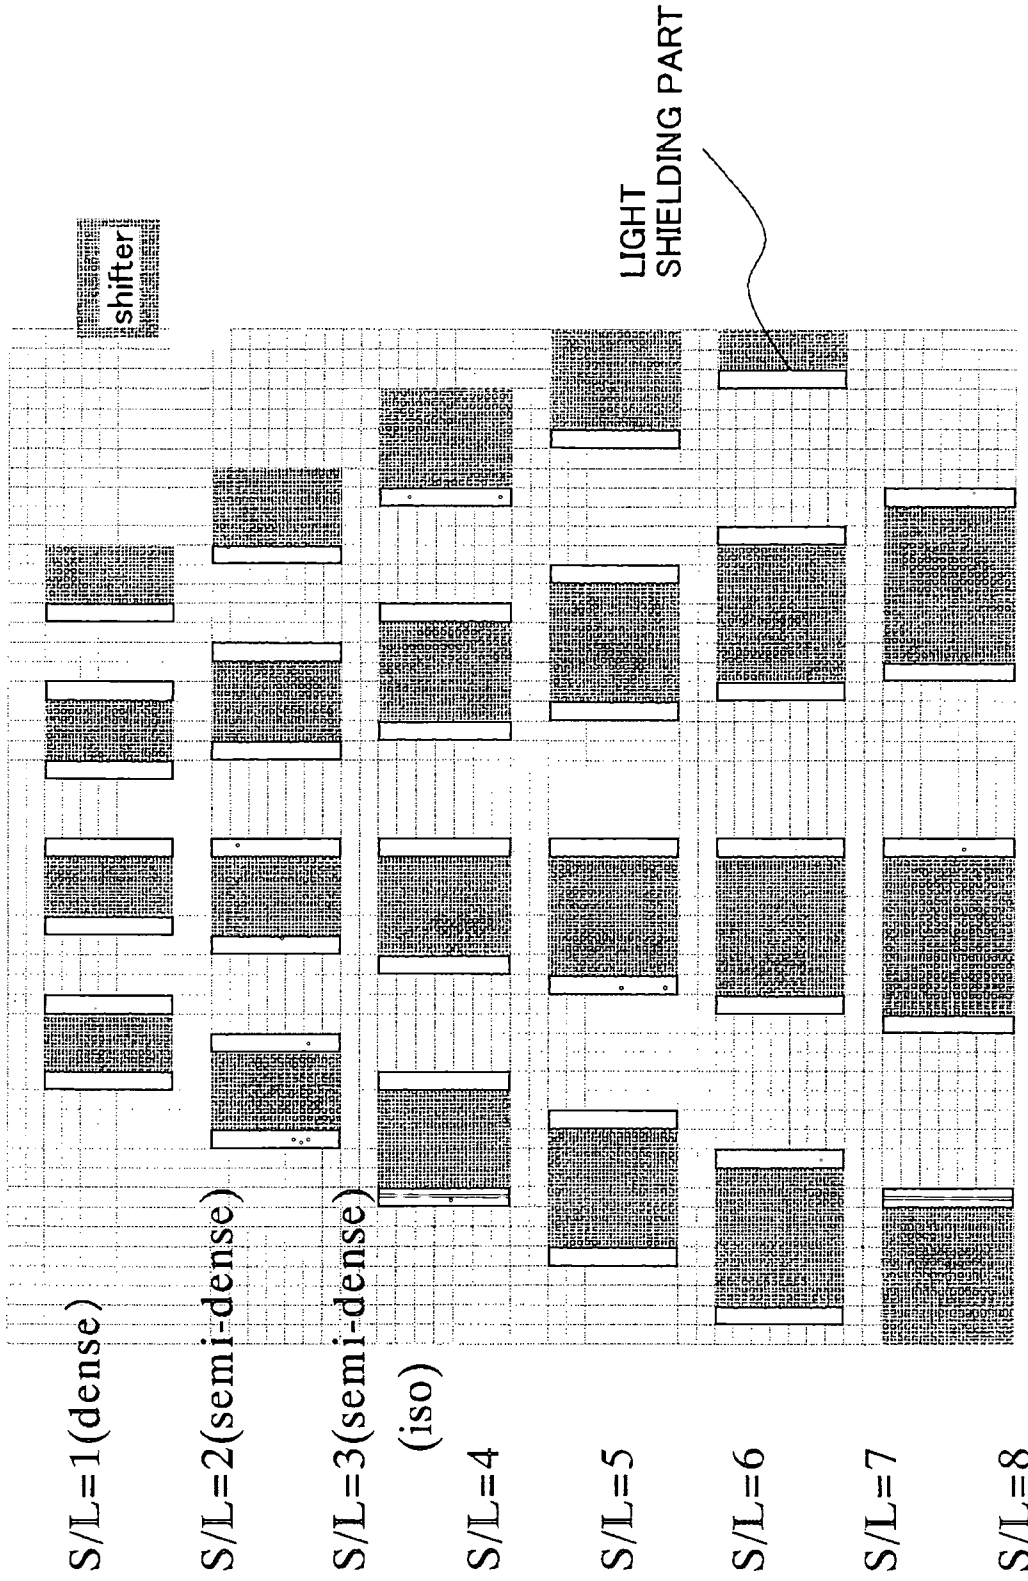 shifter
LIGHT
SHIELDING PART
S/L=1(dense)
S/L=2(semi-dense)
S/L=3(semi-dense)
(iso)
S/L=4
S/L=5
S/L=6
S/L=7
S/L=8